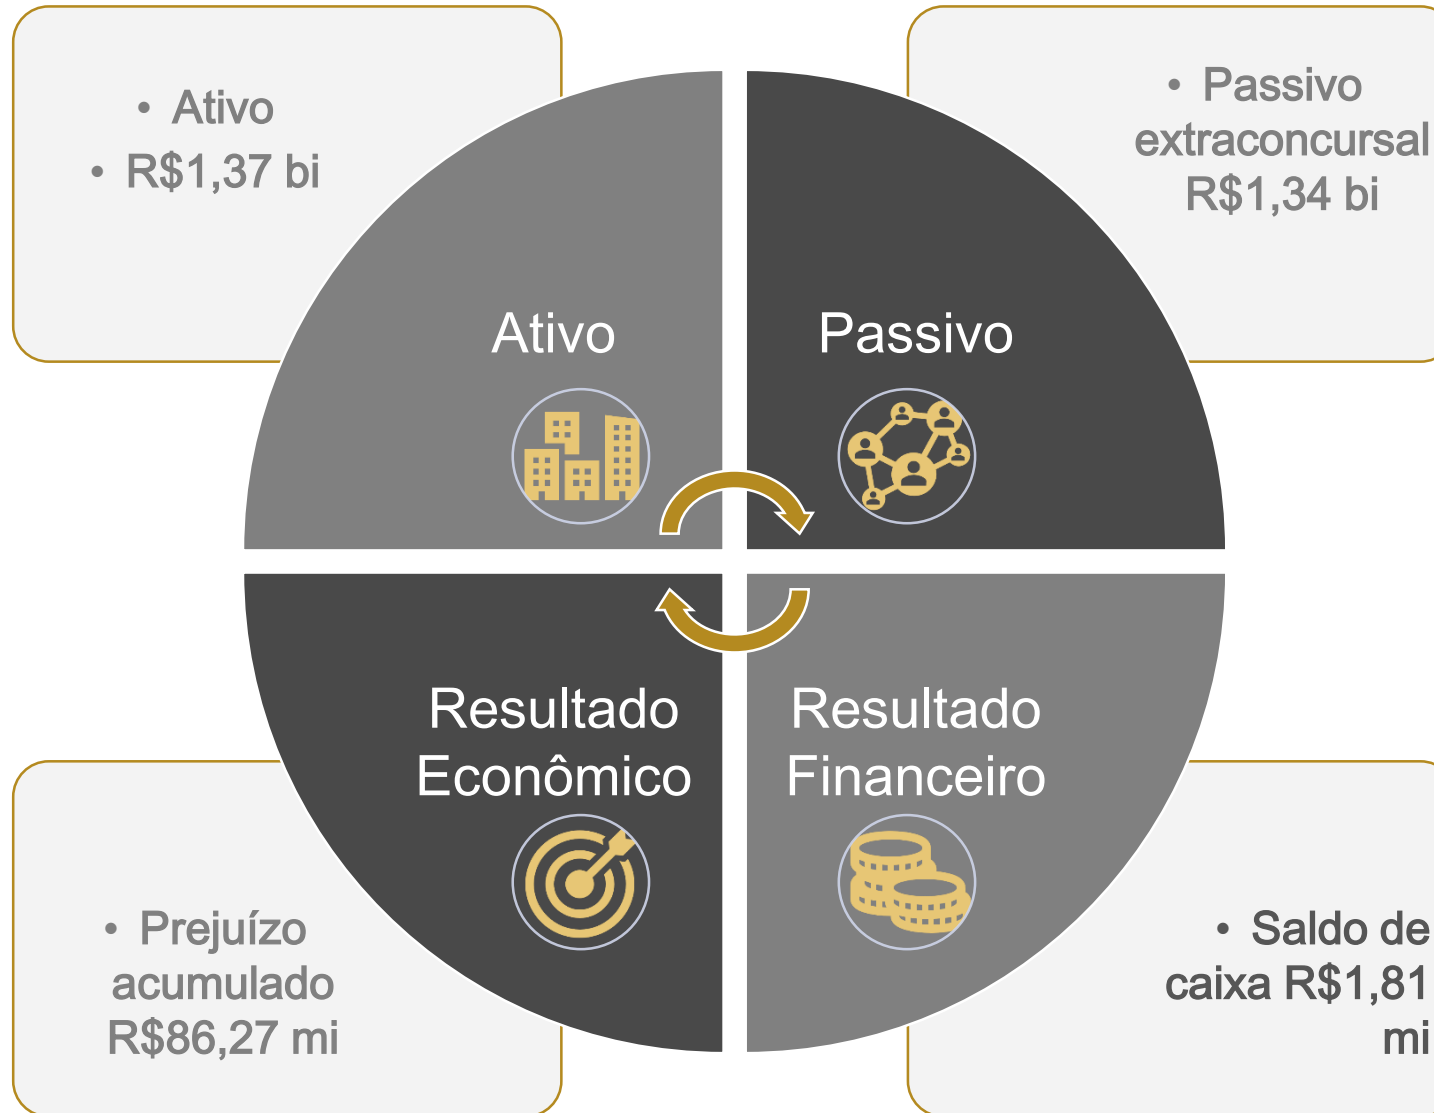 • Ativo
• R$1,37 bi
• Passivo
extraconcursal
R$1,34 bi
Ativo
Passivo
Resultado
Econômico
Resultado
Financeiro
• Prejuízo
acumulado
R$86,27 mi
• Saldo de
caixa R$1,81
mi